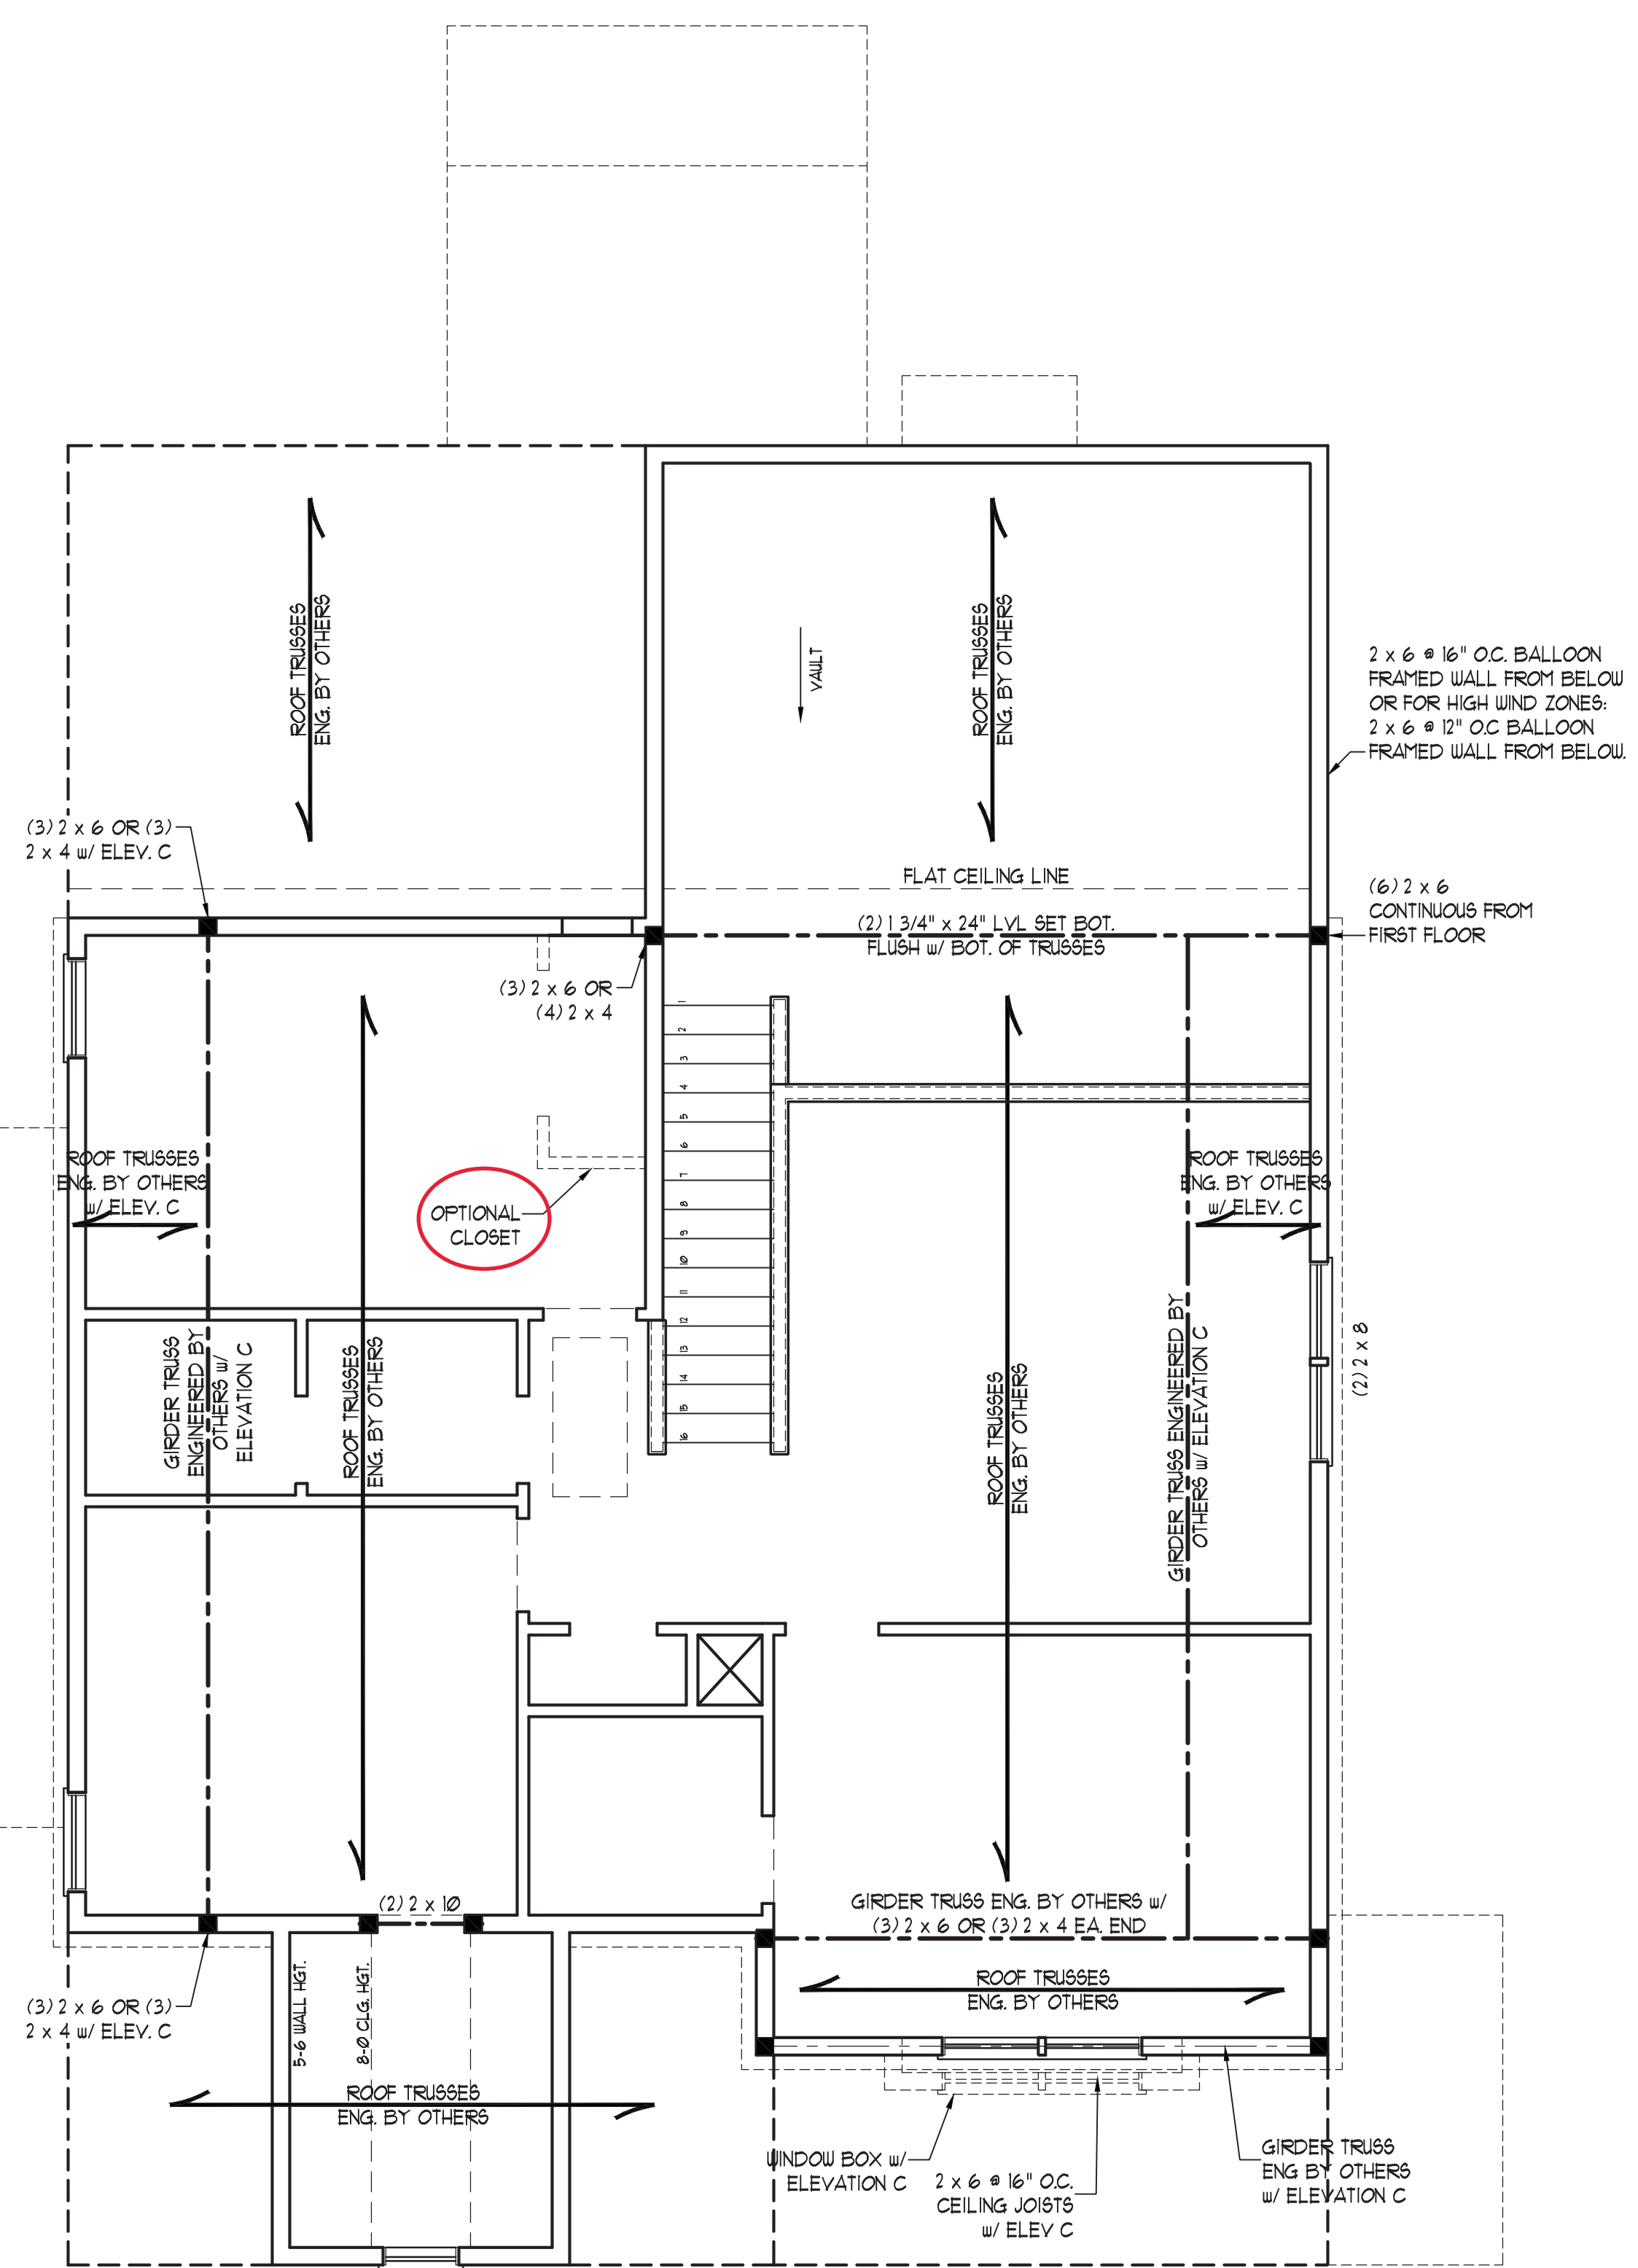 ROOF TRUSSES
ENG. BY OTHERS
VAULT
ROOF TRUSSES
ENG. BY OTHERS
2 x 6 @ 16" O.C. BALLOON
FRAMED WALL FROM BELOW
OR FOR HIGH WIND ZONES:
2 x 6 @ 12" O.C BALLOON
FRAMED WALL FROM BELOW.
(3) 2 x 6 OR (3)
2 x 4 w/ ELEV. C
FLAT CEILING LINE
(6) 2 x 6
CONTINUOUS FROM
FIRST FLOOR
(2) 1 3/4" x 24" LVL SET BOT.
FLUSH w/ BOT. OF TRUSSES
(3) 2 x 6 OR
(4) 2 x 4
1
2
3
4
5
6
7
8
9
10
11
12
13
14
15
16
ROOF TRUSSES
ENG. BY OTHERS
w/ ELEV. C
OPTIONAL
CLOSET
ROOF TRUSSES
ENG. BY OTHERS
w/ ELEV. C
GIRDER TRUSS
ENGINEERED BY
OTHERS w/
ELEVATION C
ROOF TRUSSES
ENG. BY OTHERS
ROOF TRUSSES
ENG. BY OTHERS
GIRDER TRUSS ENGINEERED BY
OTHERS w/ ELEVATION C
(2) 2 x 8
(2) 2 x 10
GIRDER TRUSS ENG. BY OTHERS w/
(3) 2 x 6 OR (3) 2 x 4 EA. END
ROOF TRUSSES
ENG. BY OTHERS
(3) 2 x 6 OR (3)
2 x 4 w/ ELEV. C
5-6 WALL HGT.
8-0 CLG. HGT.
ROOF TRUSSES
ENG. BY OTHERS
WINDOW BOX w/
ELEVATION C
2 x 6 @ 16" O.C.
CEILING JOISTS
w/ ELEV C
GIRDER TRUSS
ENG BY OTHERS
w/ ELEVATION C